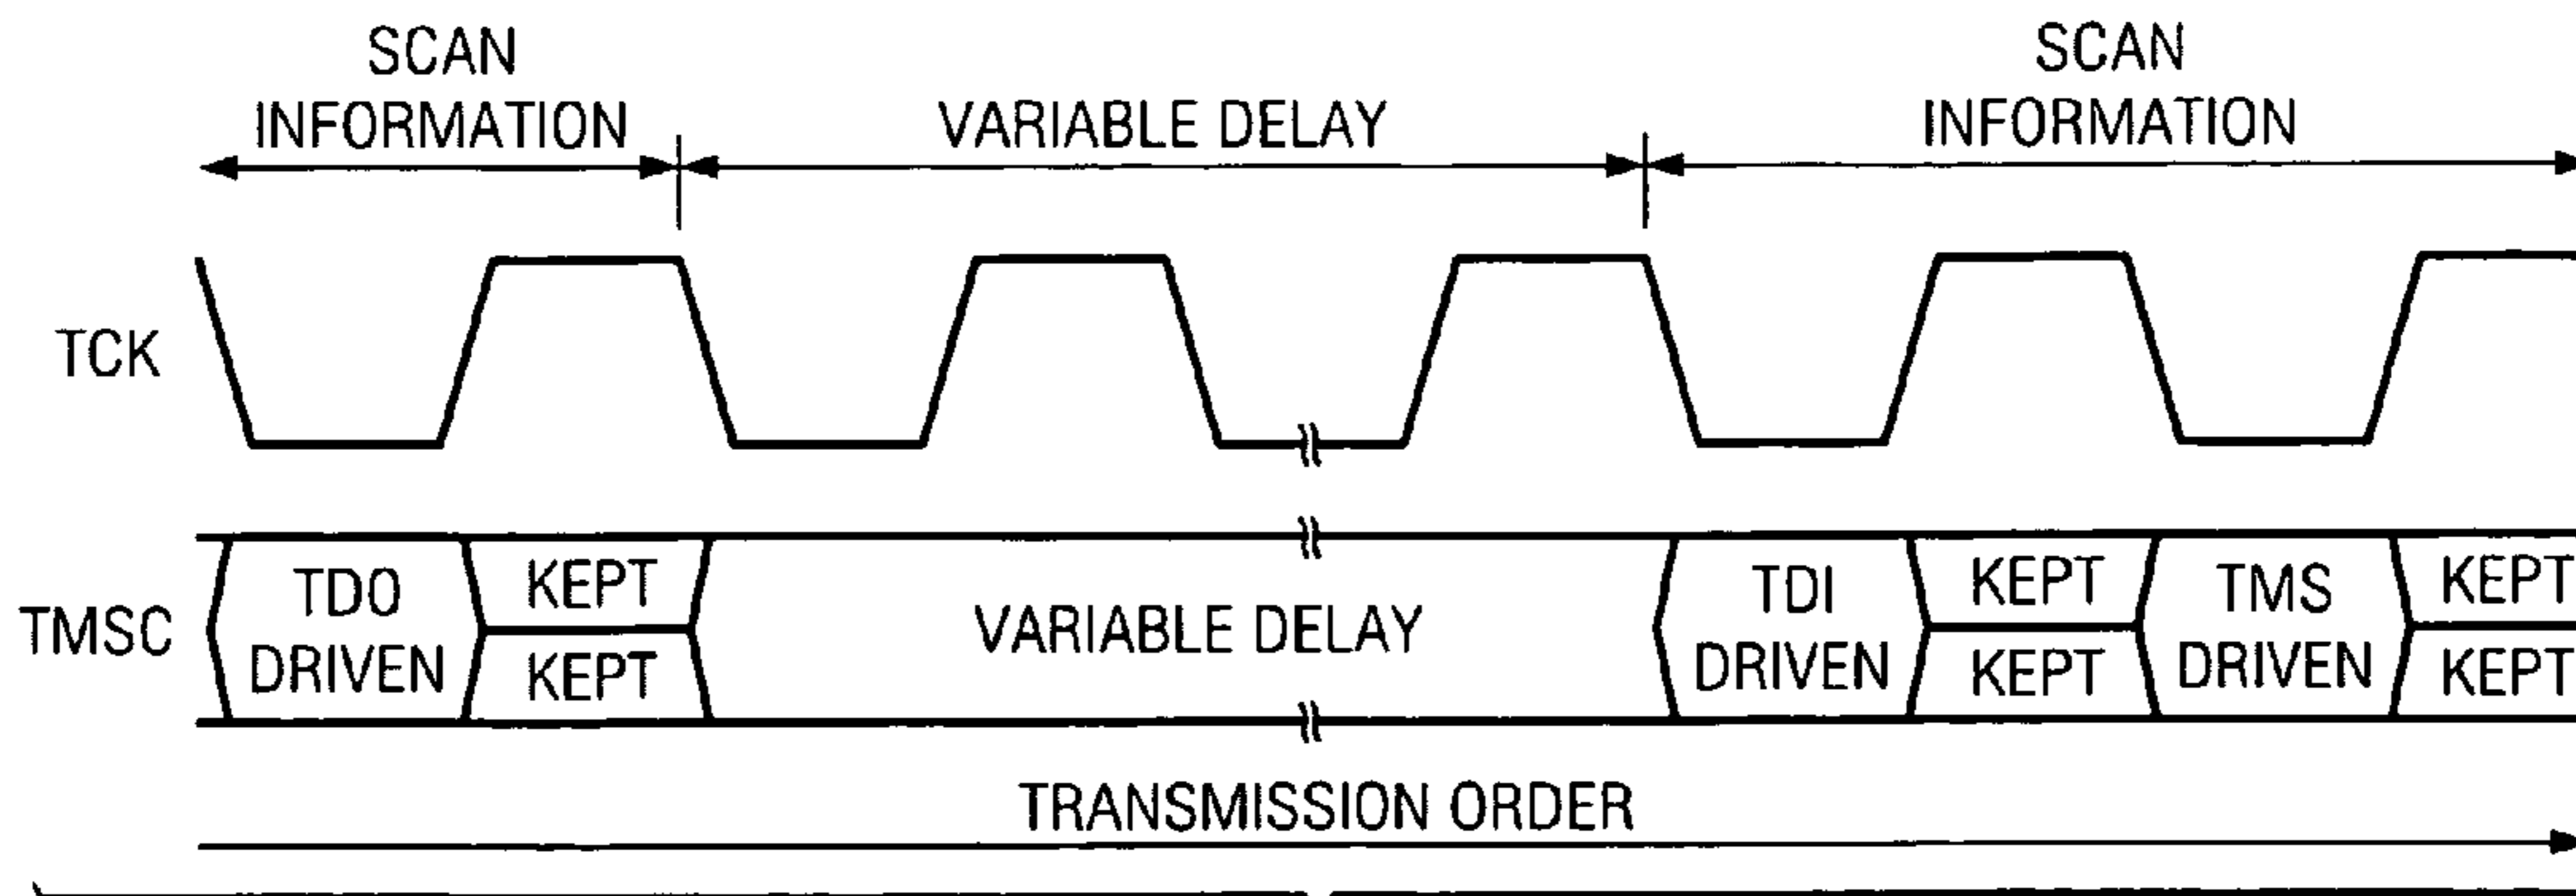 SCAN
INFORMATION
VARIABLE DELAY
SCAN
INFORMATION
TCK
TMSC
TDO
DRIVEN
KEPT
KEPT
VARIABLE DELAY
TDI
DRIVEN
KEPT
KEPT
TMS
DRIVEN
KEPT
KEPT
TRANSMISSION ORDER